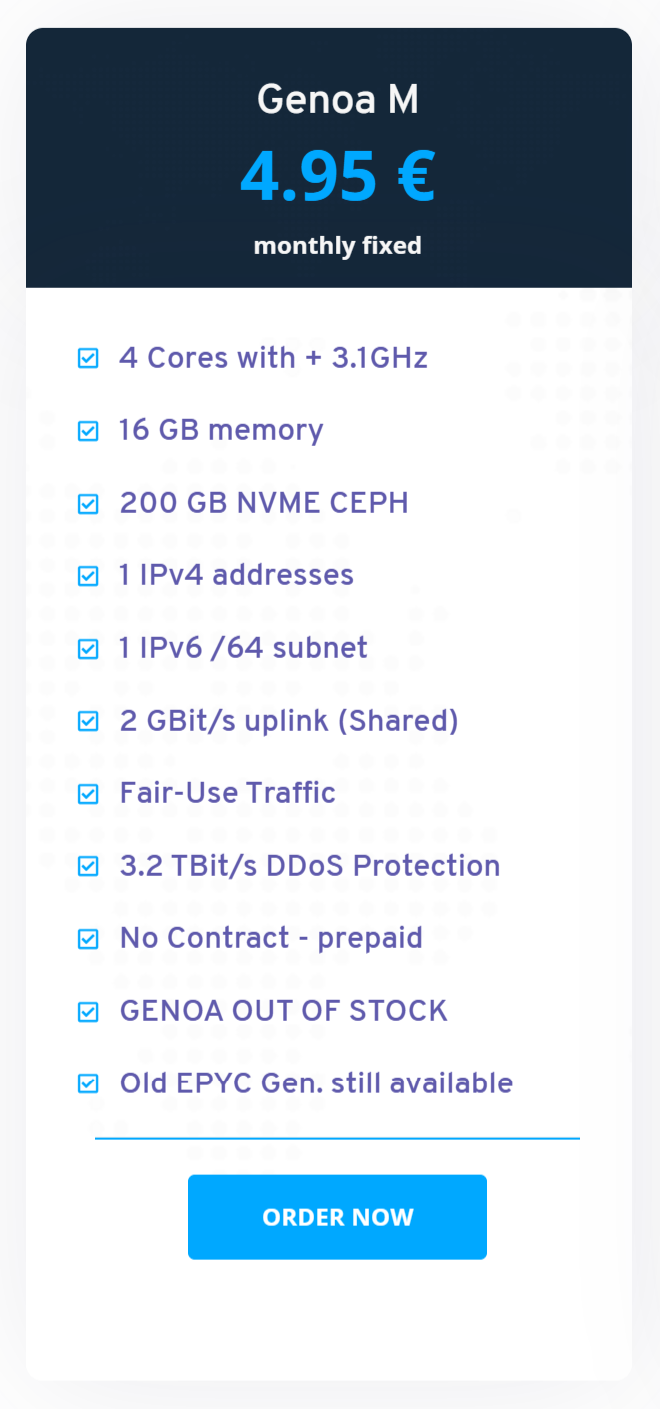 Genoa M
4.95 €
monthly fixed
4 Cores with + 3.1GHz
16 GB memory
200 GB NVME CEPH
1 IPv4 addresses
1 IPv6 /64 subnet
2 GBit/s uplink (Shared)
Fair-Use Traffic
3.2 TBit/s DDoS Protection
No Contract - prepaid
GENOA OUT OF STOCK
Old EPYC Gen. still available
ORDER NOW